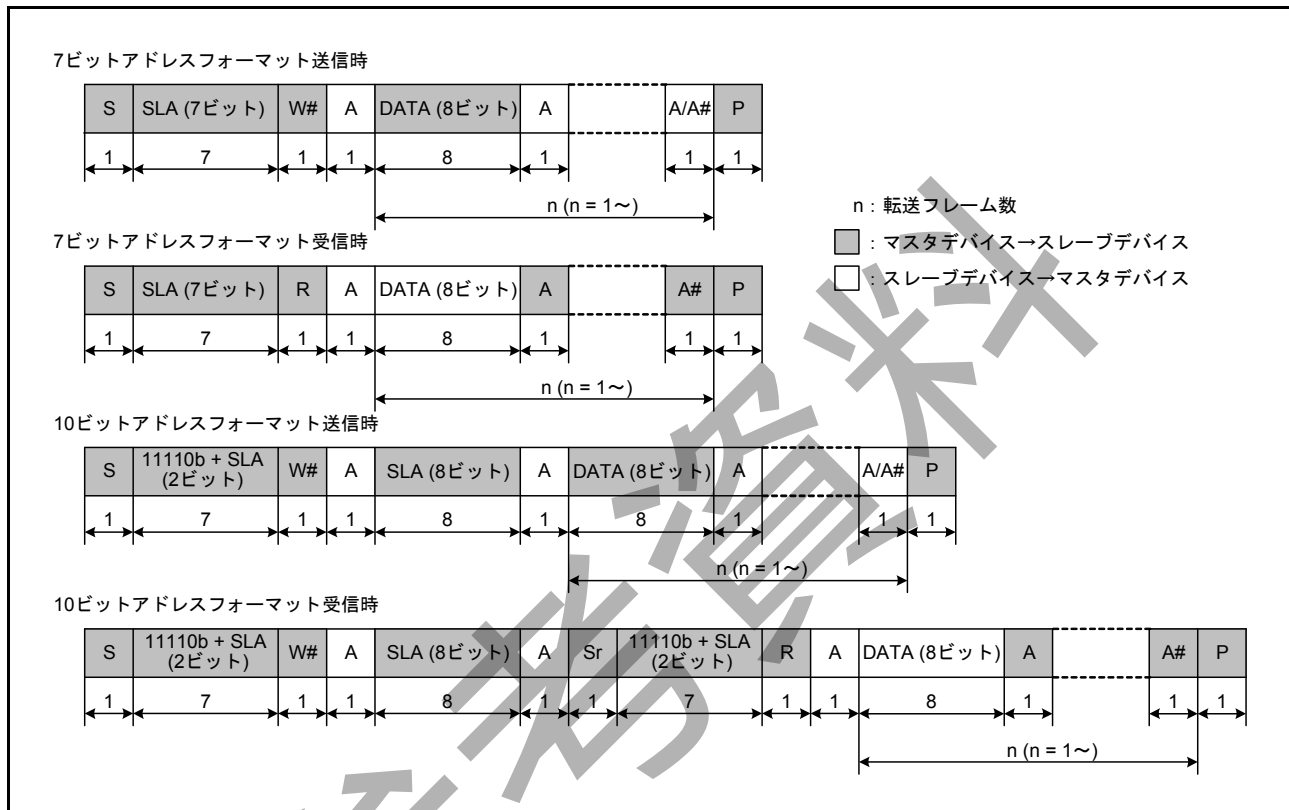 7ビットアドレスフォーマット送信時
S SLA (7ビット) W# A DATA (8ビット) A A/A# P
1 7 1 1 8 1 1 1
n (n = 1~)
n : 転送フレーム数
: マスタデバイス→スレーブデバイス
: スレーブデバイス→マスタデバイス
7ビットアドレスフォーマット受信時
S SLA (7ビット) R A DATA (8ビット) A A# P
1 7 1 1 8 1 1 1
n (n = 1~)
10ビットアドレスフォーマット送信時
S 11110b + SLA (2ビット) W# A SLA (8ビット) A DATA (8ビット) A A/A# P
1 7 1 1 8 1 8 1 1 1
n (n = 1~)
10ビットアドレスフォーマット受信時
S 11110b + SLA (2ビット) W# A SLA (8ビット) A Sr 11110b + SLA (2ビット) R A DATA (8ビット) A A# P
1 7 1 1 8 1 1 7 1 1 8 1 1 1
n (n = 1~)
考資料